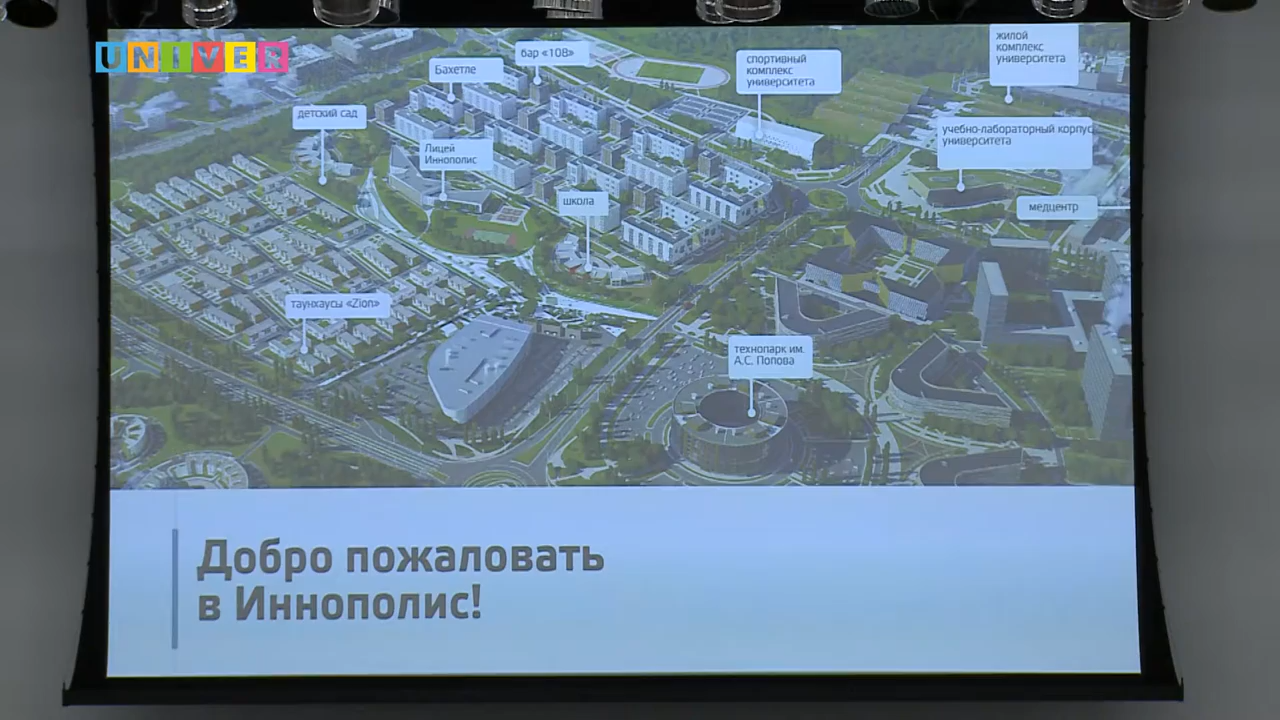 UNIVER
бар «108»
Бахетле
спортивный
комплекс
университета
жилой
комплекс
университета
детский сад
Лицей
Иннополис
учебно-лабораторный корпус
университета
школа
медцентр
таунхаусы «Zion»
технопарк им.
А.С. Попова
Добро пожаловать
в Иннополис!